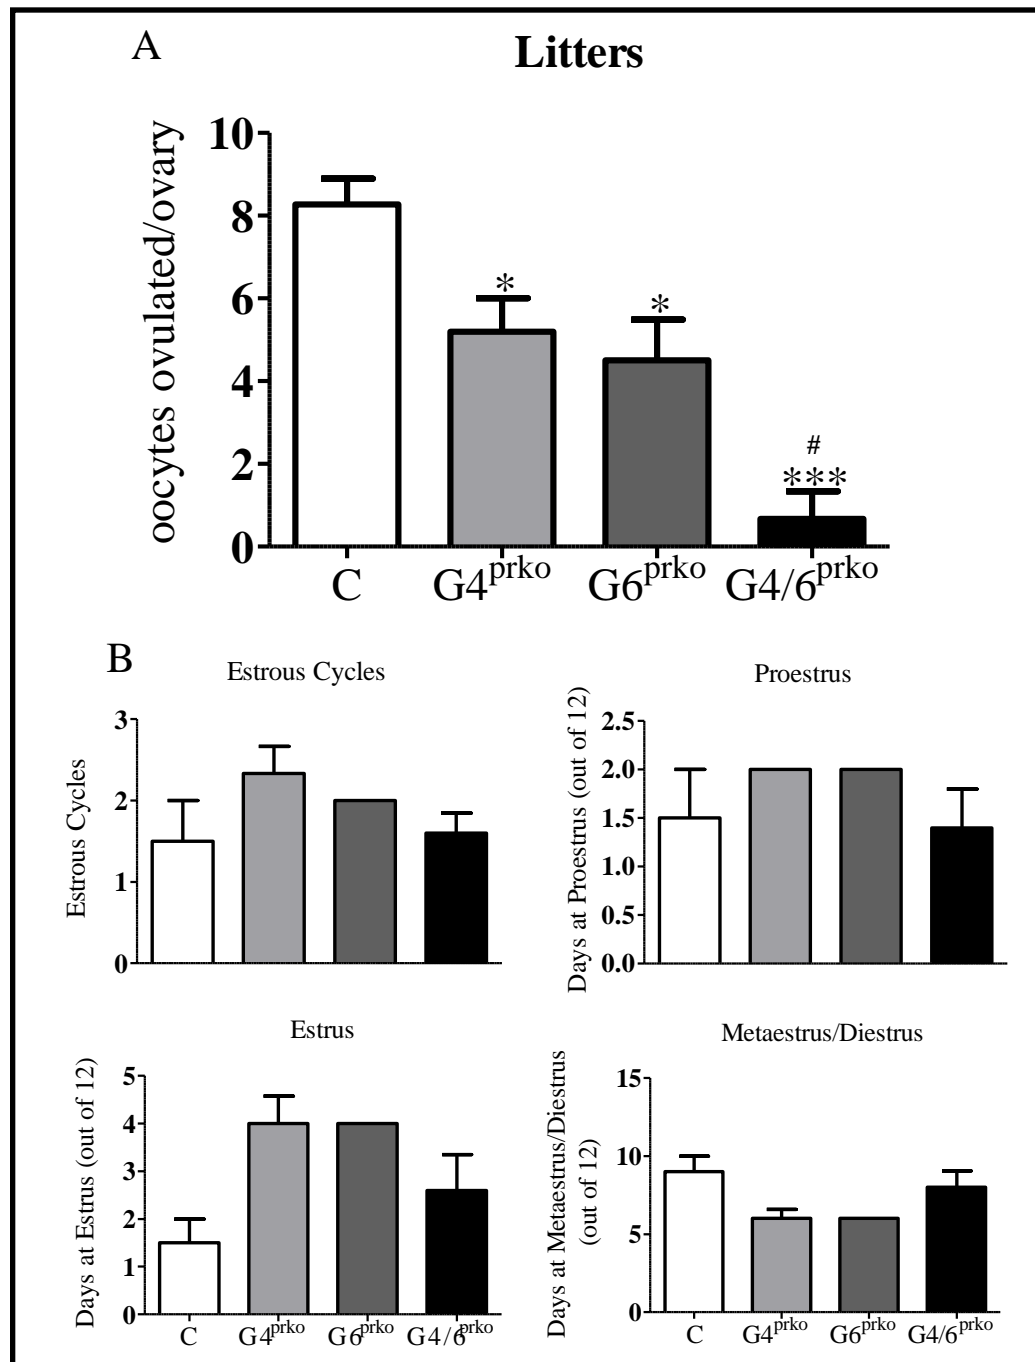 A
Litters
oocytes ovulated/ovary
10
8
6
4
2
0
*
*
#
***
C
G4prko
G6prko
G4/6prko
B
Estrous Cycles
Estrous Cycles
3
2
1
0
Proestrus
Days at Proestrus (out of 12)
2.5
2.0
1.5
1.0
0.5
0.0
Estrus
Days at Estrus (out of 12)
5
4
3
2
1
0
C
G4prko
G6prko
G4/6prko
Metaestrus/Diestrus
Days at Metaestrus/Diestrus
(out of 12)
15
10
5
0
C
G4prko
G6prko
G4/6prko